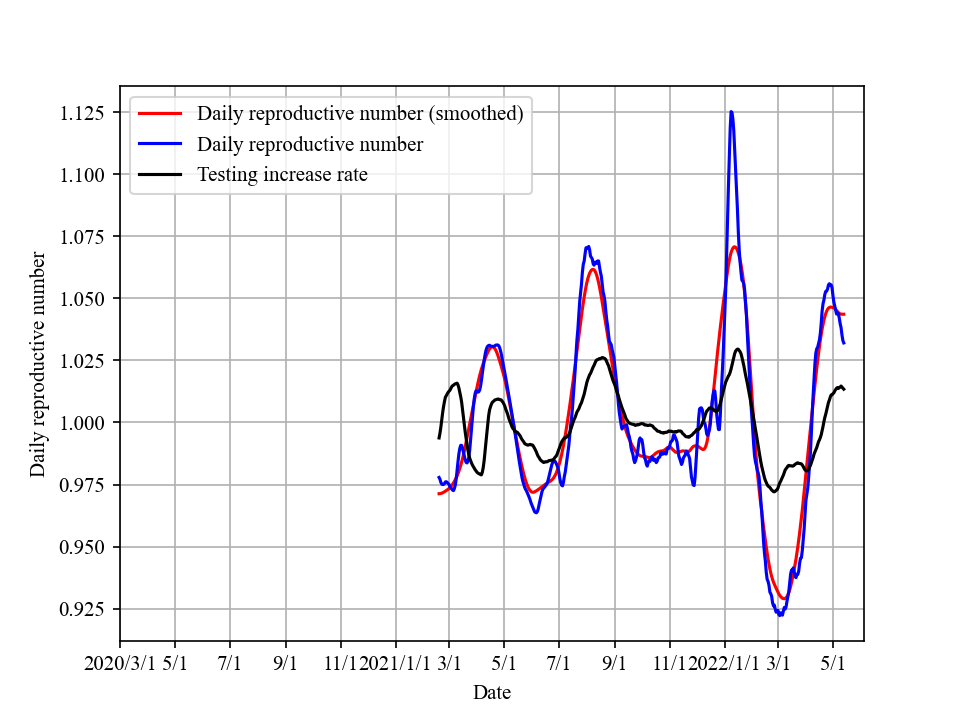 Daily reproductive number (smoothed)
Daily reproductive number
Testing increase rate
1.125
1.100
1.075
1.050
1.025
1.000
0.975
0.950
0.925
Daily reproductive number
2020/3/1 5/1 7/1 9/1 11/1 2021/1/1 3/1 5/1 7/1 9/1 11/1 2022/1/1 3/1 5/1
Date